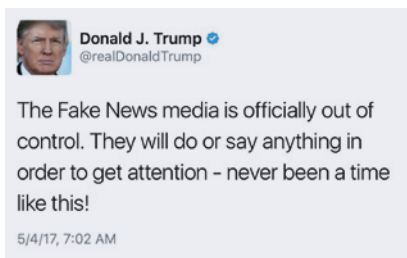 Donald J. Trump
@realDonaldTrump
The Fake News media is officially out of
control. They will do or say anything in
order to get attention - never been a time
like this!
5/4/17, 7:02 AM